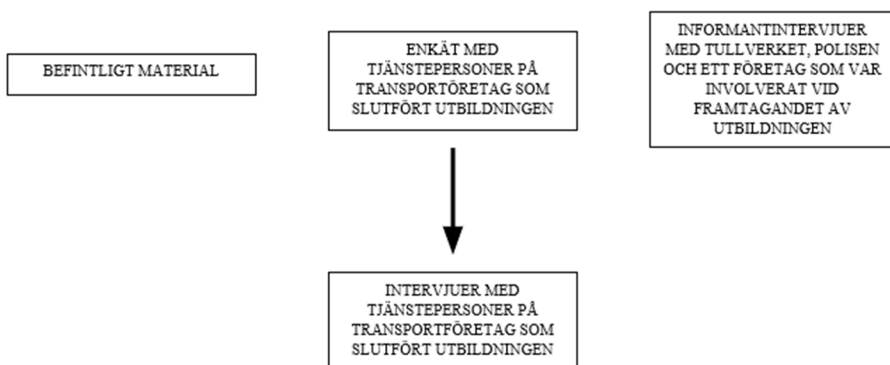 BEFINTLIGT MATERIAL
ENKÄT MED
TJÄNSTEPERSONER PÅ
TRANSPORTÖRETAG SOM
SLUTFÖRT UTBILDNINGEN
INFORMANTINTERVJUER
MED TULLVERKET, POLISEN
OCH ETT FÖRETAG SOM VAR
INVOLVERAT VID
FRAMTAGANDET AV
UTBILDNINGEN
INTERVJUER MED
TJÄNSTEPERSONER PÅ
TRANSPORTFÖRETAG SOM
SLUTFÖRT UTBILDNINGEN